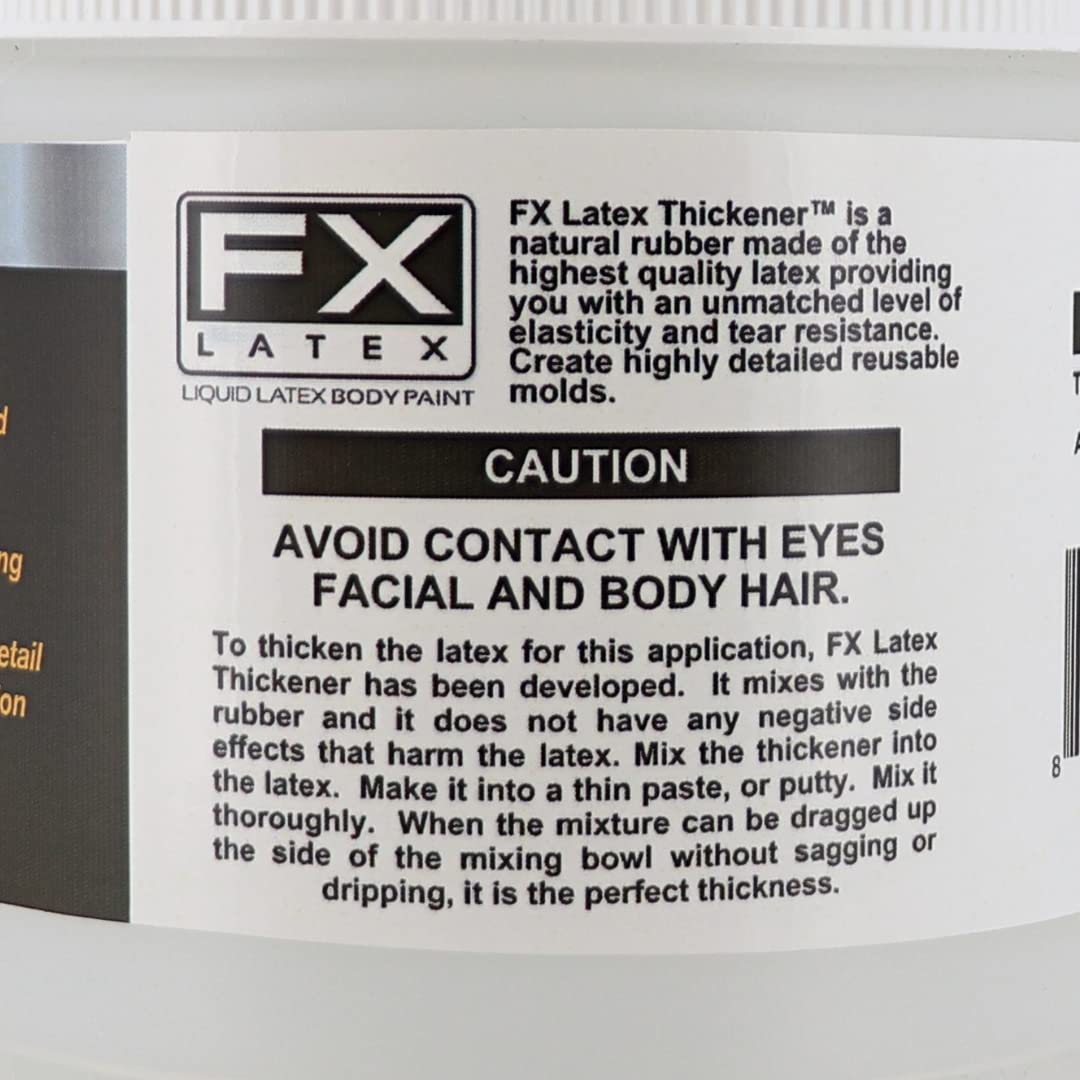 FX
LATEX
LIQUID LATEX BODY PAINT
FX Latex Thickener™ is a
natural rubber made of the
highest quality latex providing
you with an unmatched level of
elasticity and tear resistance.
Create highly detailed reusable
molds.
CAUTION
AVOID CONTACT WITH EYES
FACIAL AND BODY HAIR.
To thicken the latex for this application, FX Latex
Thickener has been developed. It mixes with the
rubber and it does not have any negative side
effects that harm the latex. Mix the thickener into
the latex. Make it into a thin paste, or putty. Mix it
thoroughly. When the mixture can be dragged up
the side of the mixing bowl without sagging or
dripping, it is the perfect thickness.
8